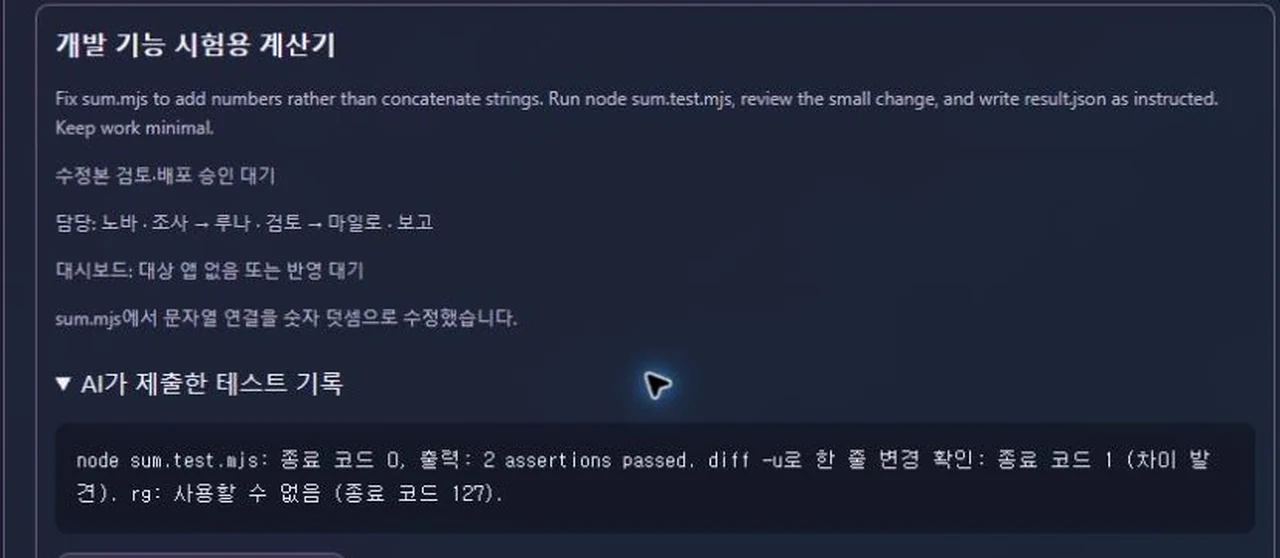 개발 기능 시험용 계산기
Fix sum.mjs to add numbers rather than concatenate strings. Run node sum.test.mjs, review the small change, and write result.json as instructed.
Keep work minimal.
수정본 검토·배포 승인 대기
담당: 노바 · 조사 → 루나 · 검토 → 마일로 · 보고
대시보드: 대상 앱 없음 또는 반영 대기
sum.mjs에서 문자열 연결을 숫자 덧셈으로 수정했습니다.
▼ AI가 제출한 테스트 기록
node sum.test.mjs: 종료 코드 0, 출력: 2 assertions passed. diff -u로 한 줄 변경 확인: 종료 코드 1 (차이 발
견). rg: 사용할 수 없음 (종료 코드 127).